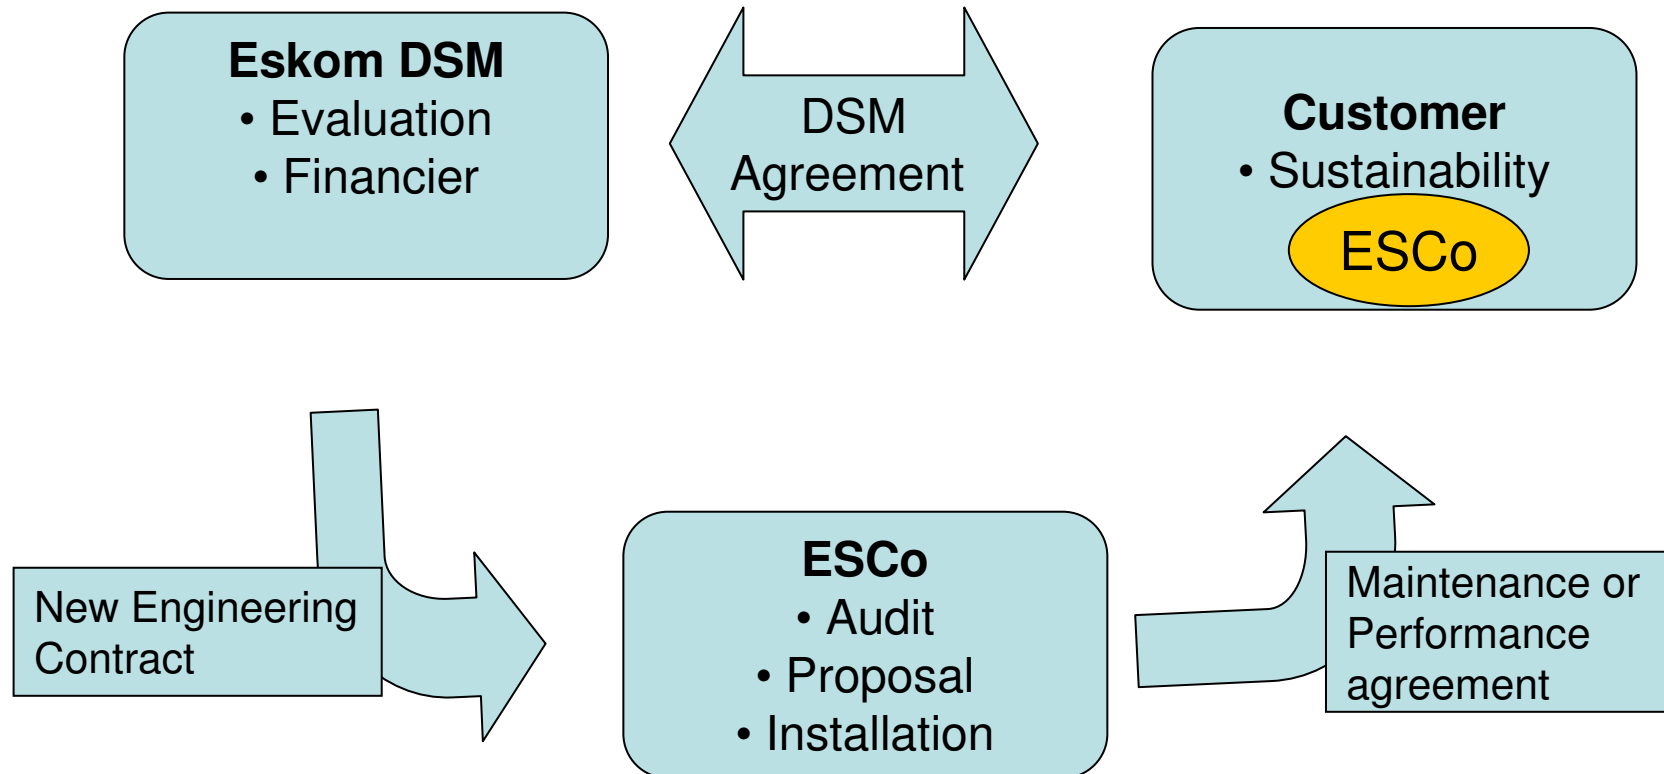 Eskom DSM
• Evaluation
• Financier
DSM
Agreement
Customer
• Sustainability
ESCo
New Engineering
Contract
ESCo
• Audit
• Proposal
• Installation
Maintenance or
Performance
agreement